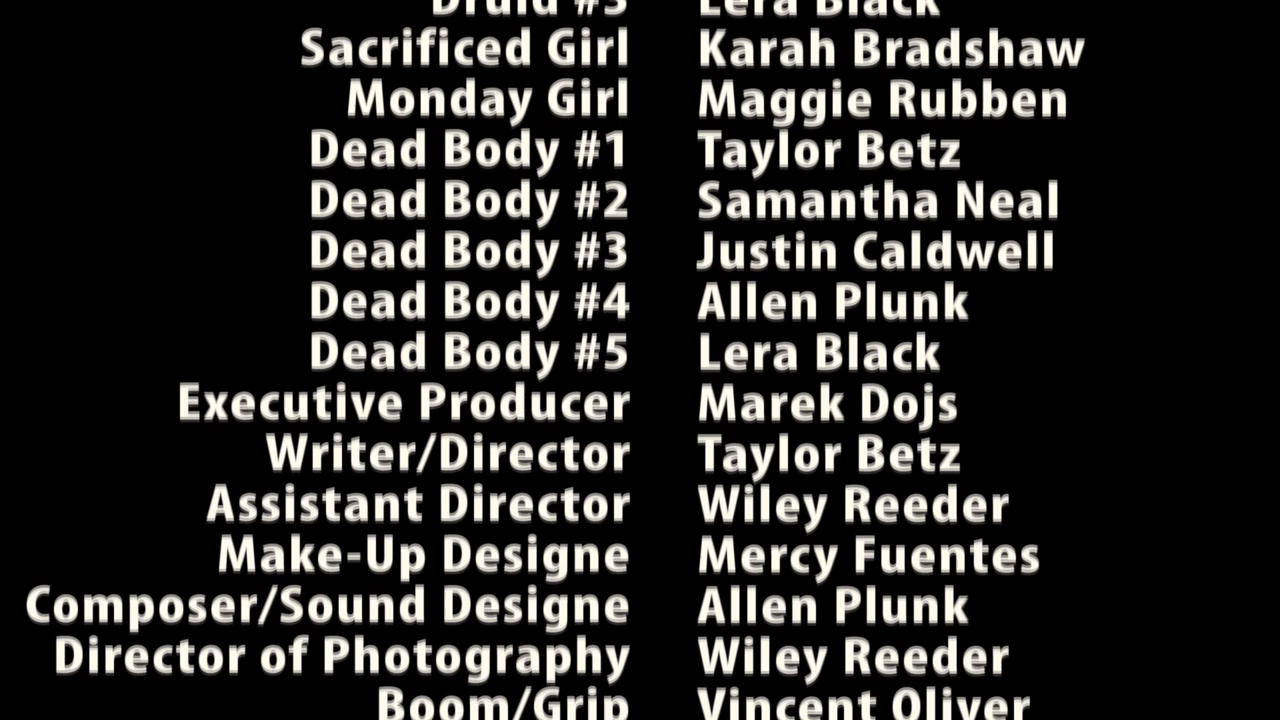 Druid #3 Lera Black
Sacrificed Girl Karah Bradshaw
Monday Girl Maggie Rubben
Dead Body #1 Taylor Betz
Dead Body #2 Samantha Neal
Dead Body #3 Justin Caldwell
Dead Body #4 Allen Plunk
Dead Body #5 Lera Black
Executive Producer Marek Dojs
Writer/Director Taylor Betz
Assistant Director Wiley Reeder
Make-Up Designe Mercy Fuentes
Composer/Sound Designe Allen Plunk
Director of Photography Wiley Reeder
Boom/Grip Vincent Oliver